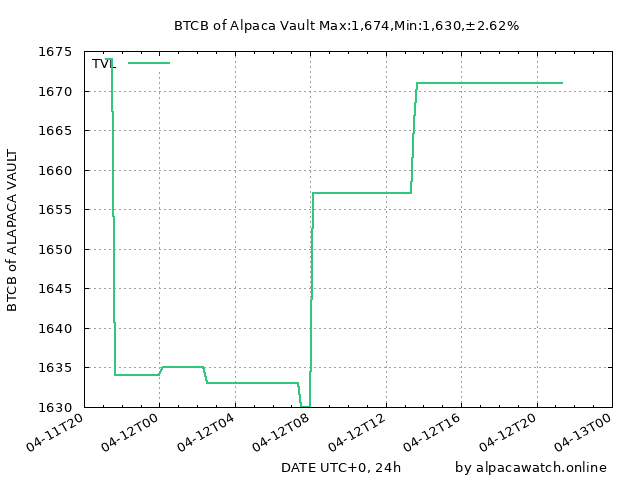 BTCB of Alpaca Vault Max:1,674,Min:1,630,±2.62%
TVL
1675
1670
1665
1660
1655
1650
1645
1640
1635
1630
BTCB of ALAPACA VAULT
04-11T20
04-12T00
04-12T04
04-12T08
04-12T12
04-12T16
04-12T20
04-13T00
DATE UTC+0, 24h
by alpacawatch.online